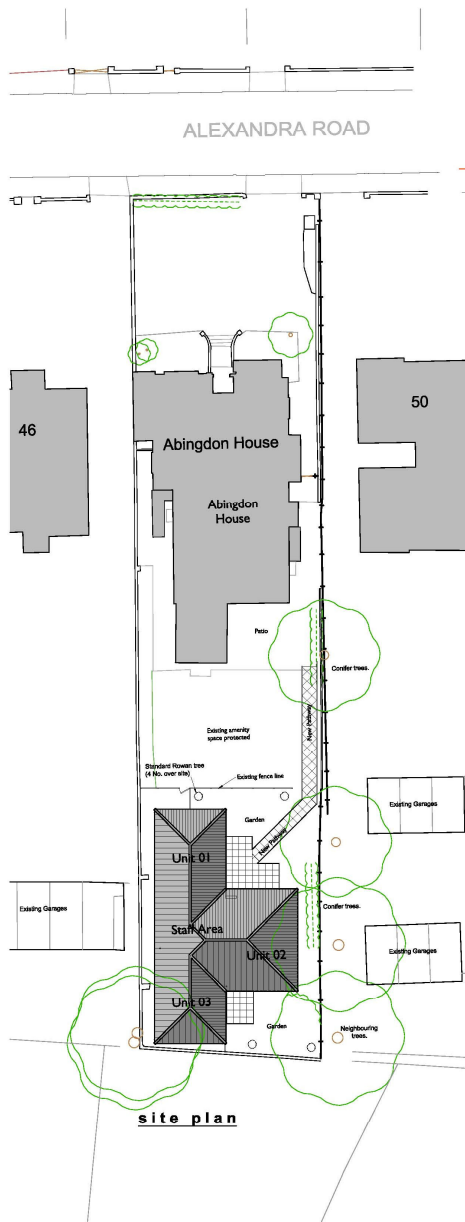 ALEXANDRA ROAD
46
50
Abingdon House
Abingdon
House
Patio
Conifer trees.
New Pathway
Existing amenity
space protected
Standard Rowan tree
(4 No. over site)
Existing fence line
Existing Garages
Garden
New Pathway
Unit 01
Conifer trees.
Existing Garages
Staff Area
Unit 02
Existing Garages
Unit 03
Garden
Neighbouring
trees.
site plan